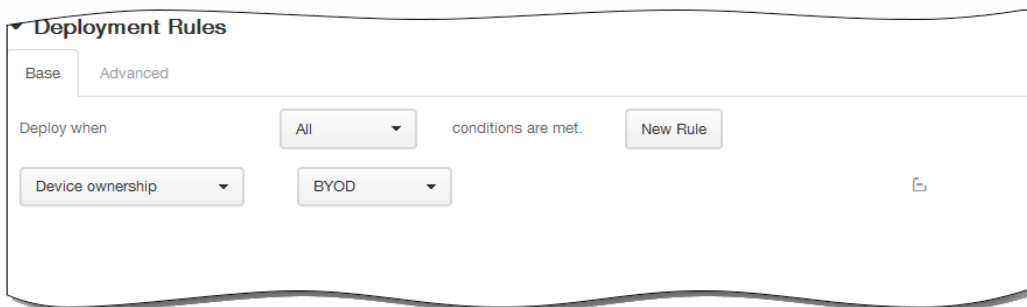 Deployment Rules
Base Advanced
Deploy when All conditions are met. New Rule
Device ownership BYOD